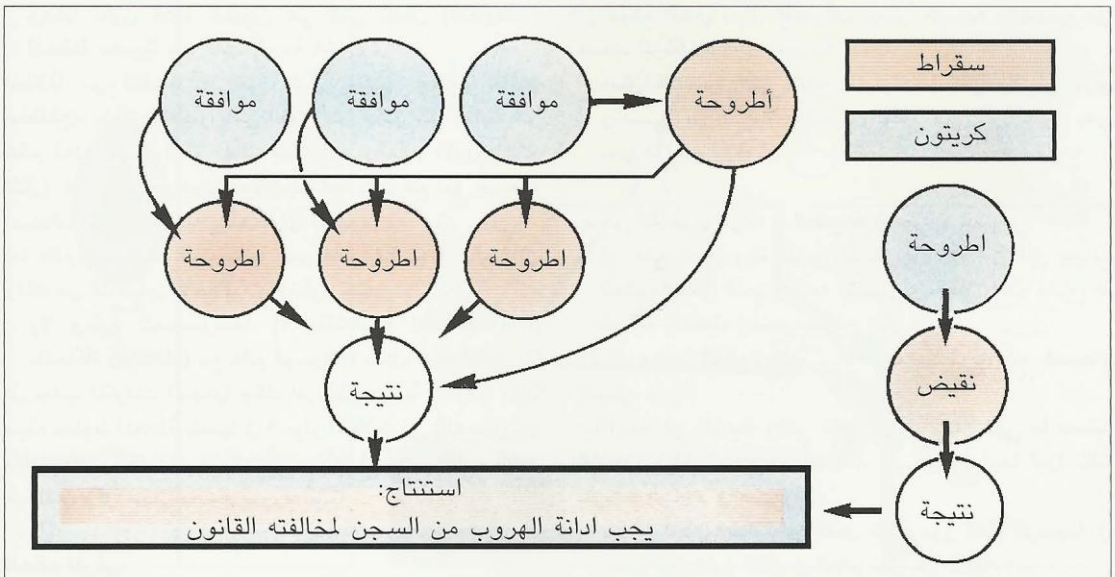 سقراط
كريتون
أطروحة
موافقة
موافقة
موافقة
اطروحة
اطروحة
اطروحة
نتيجة
اطروحة
نقيض
نتيجة
استنتاج:
يجب ادانة الهروب من السجن لمخالفته القانون